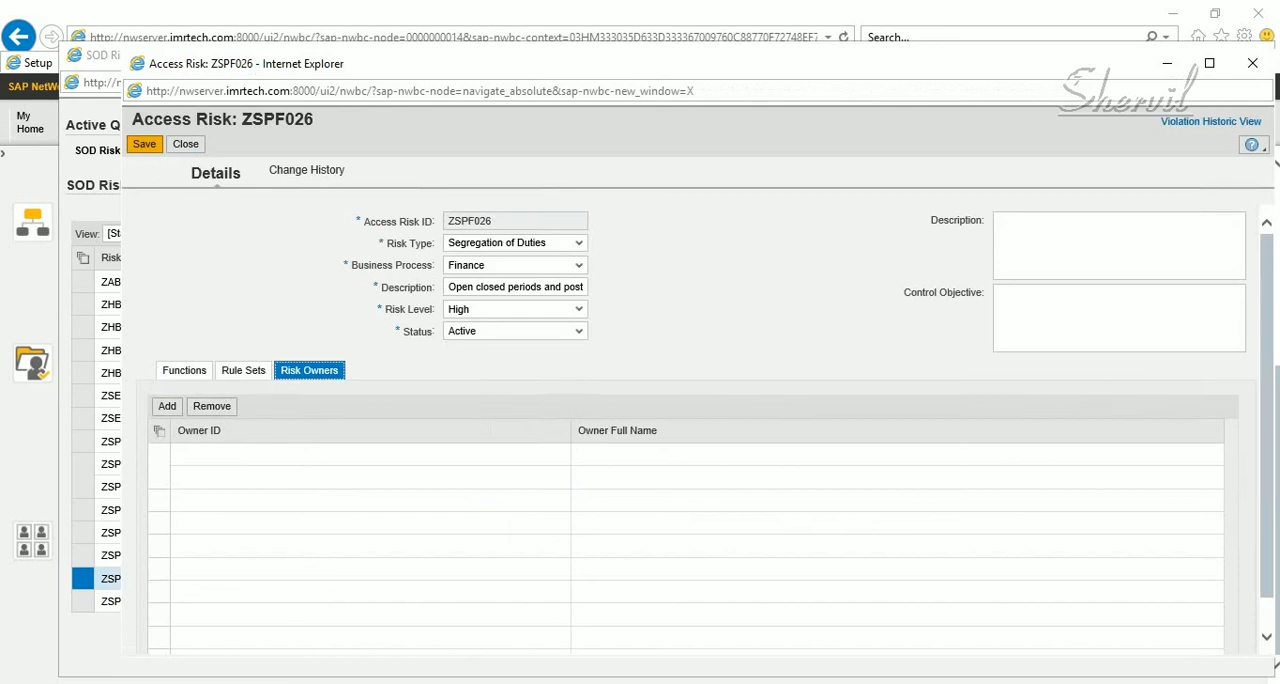 http://nwserver.imrtech.com:8000/ui2/nwbc/?sap-nwbc-node=0000000014&sap-nwbc-context=03HM333035D633D333367009760C88770F72748EF7
Search...
Setup
SOD Ris
Access Risk: ZSPF026 - Internet Explorer
SAP NetW
http://n
http://nwserver.imrtech.com:8000/ui2/nwbc/?sap-nwbc-node=navigate_absolute&sap-nwbc-new_window=X
Shervil
My
Home
Active Q
Access Risk: ZSPF026
Violation Historic View
SOD Risk
Save
Close
Details
Change History
SOD Ris
View:
[St
Risk
ZAB
ZHB
ZHB
ZHB
ZHB
ZSE
ZSE
ZSP
ZSP
ZSP
ZSP
ZSP
ZSP
ZSP
ZSP
* Access Risk ID: ZSPF026
* Risk Type: Segregation of Duties
* Business Process: Finance
* Description: Open closed periods and post
* Risk Level: High
* Status: Active
Description:
Control Objective:
Functions
Rule Sets
Risk Owners
Add
Remove
Owner ID
Owner Full Name